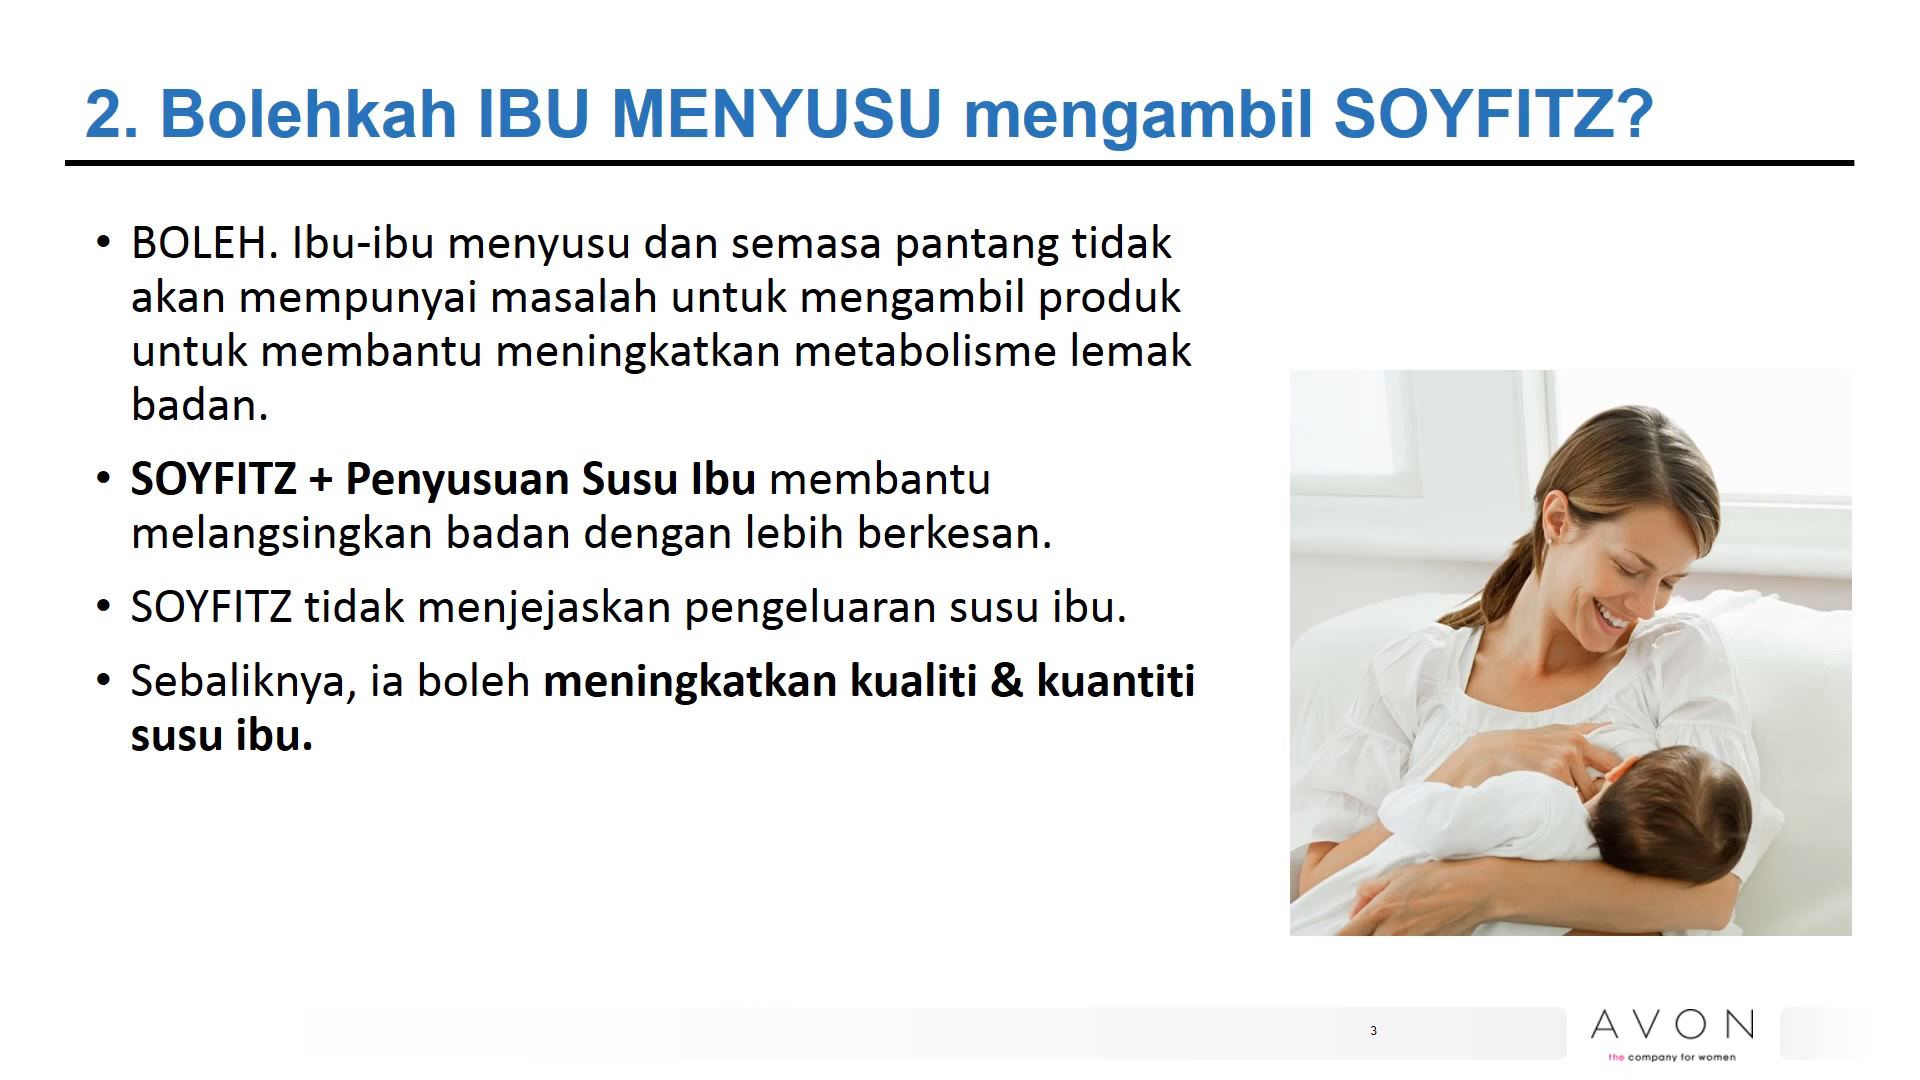 2. Bolehkah IBU MENYUSU mengambil SOYFITZ?
• BOLEH. Ibu-ibu menyusu dan semasa pantang tidak
akan mempunyai masalah untuk mengambil produk
untuk membantu meningkatkan metabolisme lemak
badan.
• SOYFITZ + Penyusuan Susu Ibu membantu
melangsingkan badan dengan lebih berkesan.
• SOYFITZ tidak menjejaskan pengeluaran susu ibu.
• Sebaliknya, ia boleh meningkatkan kualiti & kuantiti
susu ibu.
3
AVON
the company for women